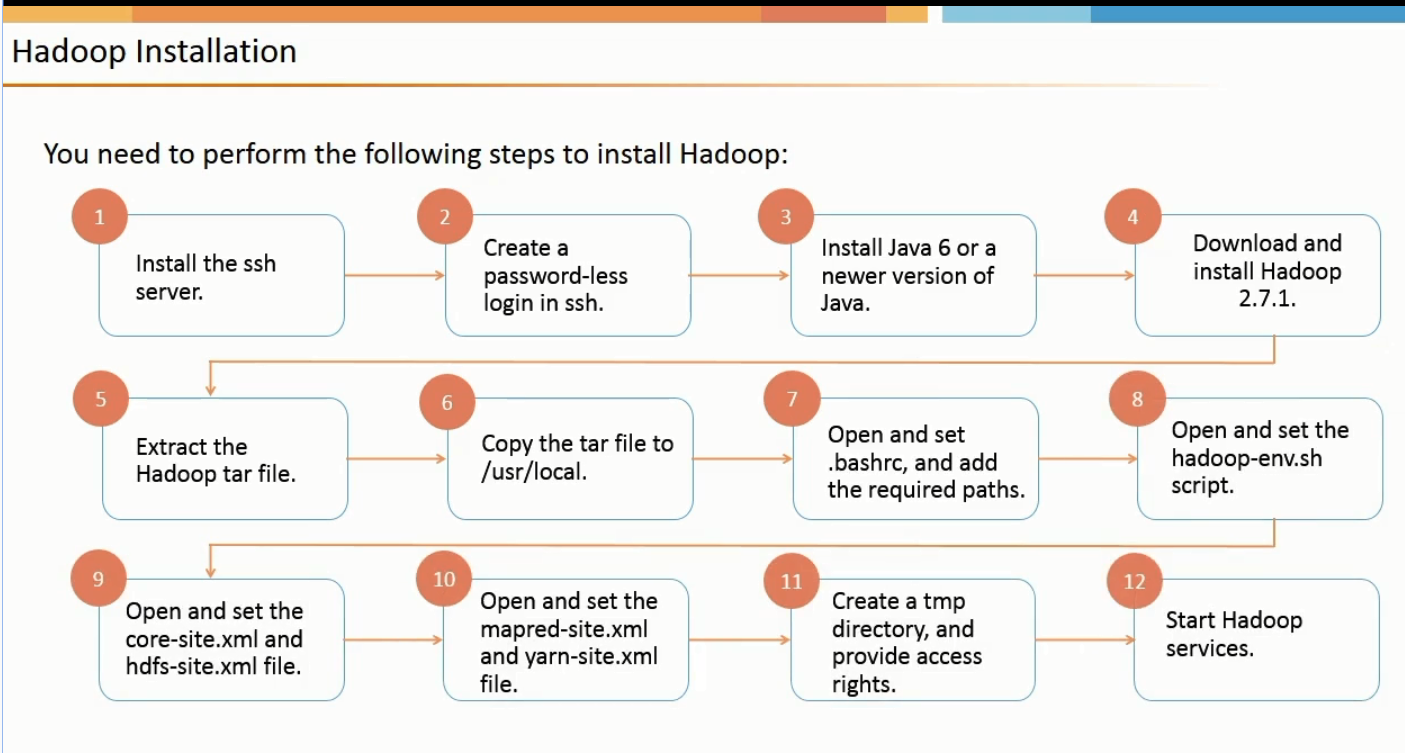 Hadoop Installation
You need to perform the following steps to install Hadoop:
1
Install the ssh
server.
2
Create a
password-less
login in ssh.
3
Install Java 6 or a
newer version of
Java.
4
Download and
install Hadoop
2.7.1.
5
Extract the
Hadoop tar file.
6
Copy the tar file to
/usr/local.
7
Open and set
.bashrc, and add
the required paths.
8
Open and set the
hadoop-env.sh
script.
9
Open and set the
core-site.xml and
hdfs-site.xml file.
10
Open and set the
mapred-site.xml
and yarn-site.xml
file.
11
Create a tmp
directory, and
provide access
rights.
12
Start Hadoop
services.